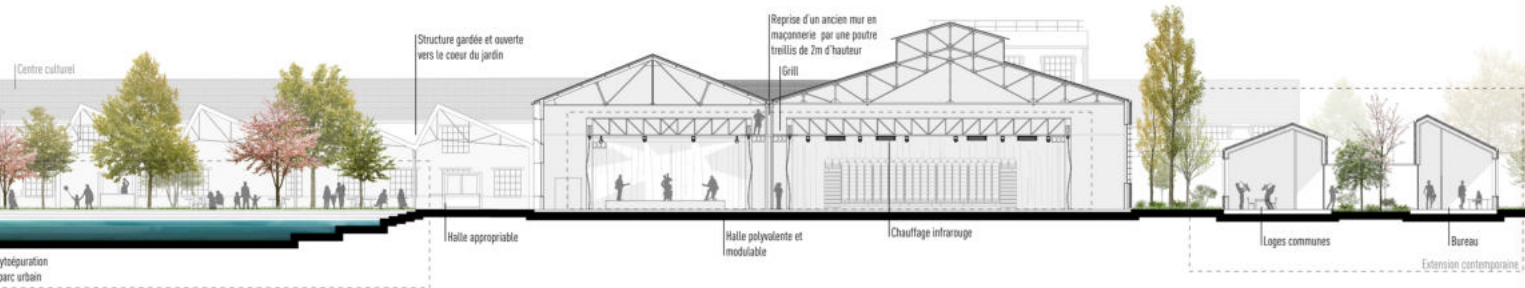 Centre culturel
Structure gardée et ouverte
vers le coeur du jardin
Reprise d'un ancien mur en
maçonnerie par une poutre
treillis de 2m d'hauteur
Grill
Halle appropriable
Halle polyvalente et
modulable
Chauffage infrarouge
Loges communes
Bureau
Extension contemporaine
ytoépuration
parc urbain